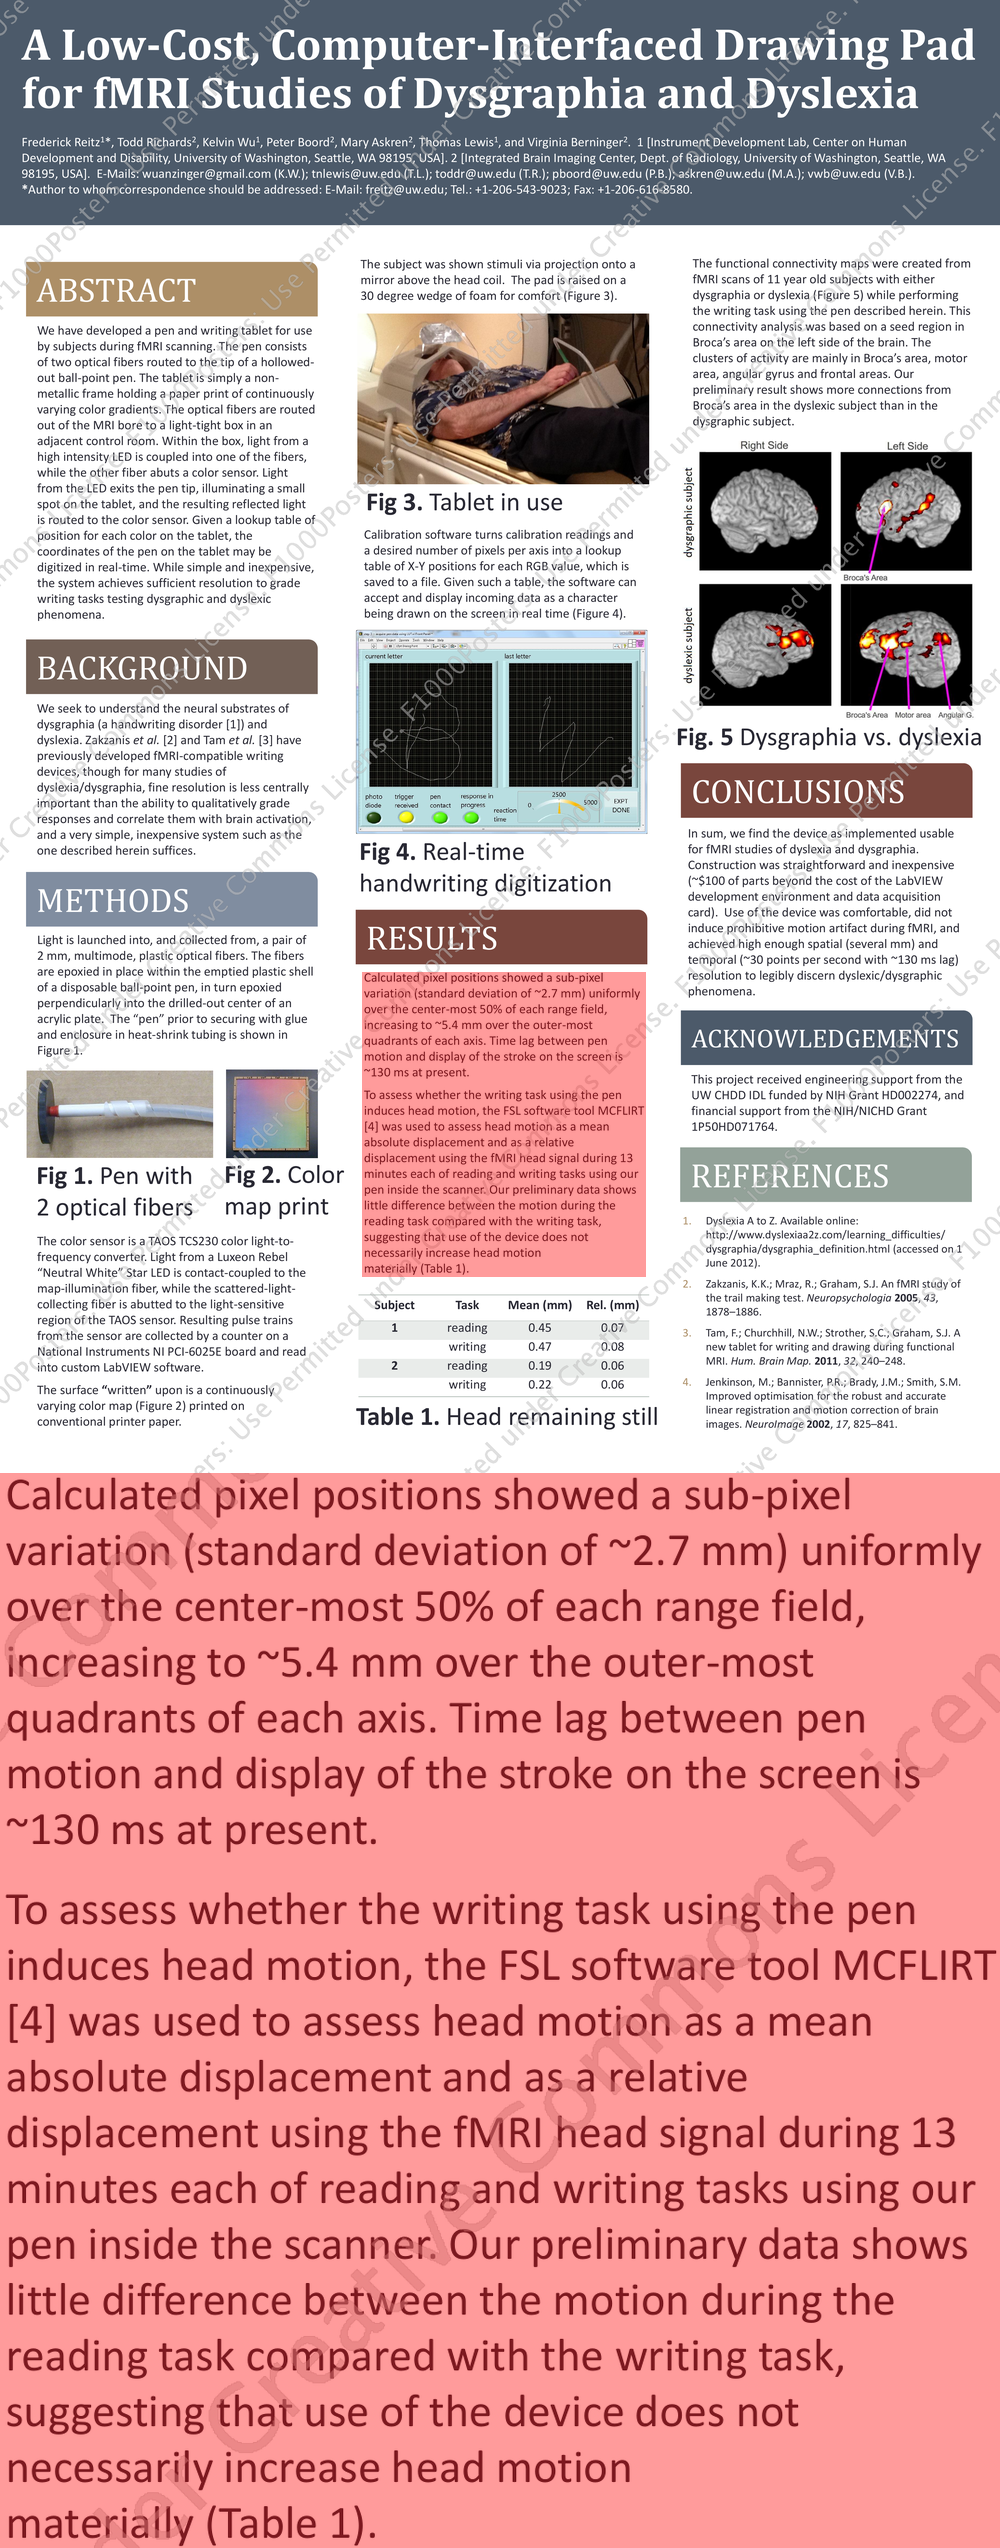 A Low-Cost, Computer-Interfaced Drawing Pad
for fMRI Studies of Dysgraphia and Dyslexia
Frederick Reitz¹*, Todd Richards², Kelvin Wu¹, Peter Boord², Mary Askren², Thomas Lewis¹, and Virginia Berninger².  1 [Instrument Development Lab, Center on Human
Development and Disability, University of Washington, Seattle, WA 98195, USA]. 2 [Integrated Brain Imaging Center, Dept. of Radiology, University of Washington, Seattle, WA
98195, USA].  E-Mails: wuanzinger@gmail.com (K.W.); tnlewis@uw.edu (T.L.); toddr@uw.edu (T.R.); pboord@uw.edu (P.B.); askren@uw.edu (M.A.); vwb@uw.edu (V.B.).
*Author to whom correspondence should be addressed: E-Mail: freitz@uw.edu; Tel.: +1-206-543-9023; Fax: +1-206-616-8580.
ABSTRACT
We have developed a pen and writing tablet for use
by subjects during fMRI scanning. The pen consists
of two optical fibers routed to the tip of a hollowed-
out ball-point pen. The tablet is simply a non-
metallic frame holding a paper print of continuously
varying color gradients. The optical fibers are routed
out of the MRI bore to a light-tight box in an
adjacent control room. Within the box, light from a
high intensity LED is coupled into one of the fibers,
while the other fiber abuts a color sensor. Light
from the LED exits the pen tip, illuminating a small
spot on the tablet, and the resulting reflected light
is routed to the color sensor. Given a lookup table of
position for each color on the tablet, the
coordinates of the pen on the tablet may be
digitized in real-time. While simple and inexpensive,
the system achieves sufficient resolution to grade
writing tasks testing dysgraphic and dyslexic
phenomena.
BACKGROUND
We seek to understand the neural substrates of
dysgraphia (a handwriting disorder [1]) and
dyslexia. Zakzanis et al. [2] and Tam et al. [3] have
previously developed fMRI-compatible writing
devices, though for many studies of
dyslexia/dysgraphia, fine resolution is less centrally
important than the ability to qualitatively grade
responses and correlate them with brain activation,
and a very simple, inexpensive system such as the
one described herein suffices.
METHODS
Light is launched into, and collected from, a pair of
2 mm, multimode, plastic optical fibers. The fibers
are epoxied in place within the emptied plastic shell
of a disposable ball-point pen, in turn epoxied
perpendicularly into the drilled-out center of an
acrylic plate.  The “pen” prior to securing with glue
and enclosure in heat-shrink tubing is shown in
Figure 1.
Fig 1. Pen with
2 optical fibers
Fig 2. Color
map print
The color sensor is a TAOS TCS230 color light-to-
frequency converter. Light from a Luxeon Rebel
“Neutral White” Star LED is contact-coupled to the
map-illumination fiber, while the scattered-light-
collecting fiber is abutted to the light-sensitive
region of the TAOS sensor. Resulting pulse trains
from the sensor are collected by a counter on a
National Instruments NI PCI-6025E board and read
into custom LabVIEW software.
The surface “written” upon is a continuously
varying color map (Figure 2) printed on
conventional printer paper.
The subject was shown stimuli via projection onto a
mirror above the head coil.  The pad is raised on a
30 degree wedge of foam for comfort (Figure 3).
Fig 3. Tablet in use
Calibration software turns calibration readings and
a desired number of pixels per axis into a lookup
table of X-Y positions for each RGB value, which is
saved to a file. Given such a table, the software can
accept and display incoming data as a character
being drawn on the screen in real time (Figure 4).
current letter
last letter
photo diode
trigger received
pen contact
response in progress
reaction time
0
2500
5000
EXPT DONE
Fig 4. Real-time
handwriting digitization
RESULTS
Calculated pixel positions showed a sub-pixel
variation (standard deviation of ~2.7 mm) uniformly
over the center-most 50% of each range field,
increasing to ~5.4 mm over the outer-most
quadrants of each axis. Time lag between pen
motion and display of the stroke on the screen is
~130 ms at present.
To assess whether the writing task using the pen
induces head motion, the FSL software tool MCFLIRT
[4] was used to assess head motion as a mean
absolute displacement and as a relative
displacement using the fMRI head signal during 13
minutes each of reading and writing tasks using our
pen inside the scanner. Our preliminary data shows
little difference between the motion during the
reading task compared with the writing task,
suggesting that use of the device does not
necessarily increase head motion
materially (Table 1).
Subject Task Mean (mm) Rel. (mm)
1 reading 0.45 0.07
writing 0.47 0.08
2 reading 0.19 0.06
writing 0.22 0.06
Table 1. Head remaining still
The functional connectivity maps were created from
fMRI scans of 11 year old subjects with either
dysgraphia or dyslexia (Figure 5) while performing
the writing task using the pen described herein. This
connectivity analysis was based on a seed region in
Broca’s area on the left side of the brain. The
clusters of activity are mainly in Broca’s area, motor
area, angular gyrus and frontal areas. Our
preliminary result shows more connections from
Broca’s area in the dyslexic subject than in the
dysgraphic subject.
Right Side
Left Side
dysgraphic subject
Broca's Area
dyslexic subject
Broca's Area Motor area Angular G.
Fig. 5 Dysgraphia vs. dyslexia
CONCLUSIONS
In sum, we find the device as implemented usable
for fMRI studies of dyslexia and dysgraphia.
Construction was straightforward and inexpensive
(~$100 of parts beyond the cost of the LabVIEW
development environment and data acquisition
card).  Use of the device was comfortable, did not
induce prohibitive motion artifact during fMRI, and
achieved high enough spatial (several mm) and
temporal (~30 points per second with ~130 ms lag)
resolution to legibly discern dyslexic/dysgraphic
phenomena.
ACKNOWLEDGEMENTS
This project received engineering support from the
UW CHDD IDL funded by NIH Grant HD002274, and
financial support from the NIH/NICHD Grant
1P50HD071764.
REFERENCES
1. Dyslexia A to Z. Available online:
http://www.dyslexiaa2z.com/learning_difficulties/
dysgraphia/dysgraphia_definition.html (accessed on 1
June 2012).
2. Zakzanis, K.K.; Mraz, R.; Graham, S.J. An fMRI study of
the trail making test. Neuropsychologia 2005, 43,
1878–1886.
3. Tam, F.; Churchill, N.W.; Strother, S.C.; Graham, S.J. A
new tablet for writing and drawing during functional
MRI. Hum. Brain Map. 2011, 32, 240–248.
4. Jenkinson, M.; Bannister, P.R.; Brady, J.M.; Smith, S.M.
Improved optimisation for the robust and accurate
linear registration and motion correction of brain
images. NeuroImage 2002, 17, 825–841.
Calculated pixel positions showed a sub-pixel
variation (standard deviation of ~2.7 mm) uniformly
over the center-most 50% of each range field,
increasing to ~5.4 mm over the outer-most
quadrants of each axis. Time lag between pen
motion and display of the stroke on the screen is
~130 ms at present.
To assess whether the writing task using the pen
induces head motion, the FSL software tool MCFLIRT
[4] was used to assess head motion as a mean
absolute displacement and as a relative
displacement using the fMRI head signal during 13
minutes each of reading and writing tasks using our
pen inside the scanner. Our preliminary data shows
little difference between the motion during the
reading task compared with the writing task,
suggesting that use of the device does not
necessarily increase head motion
materially (Table 1).
F1000Posters: Use Permitted under Creative Commons License.